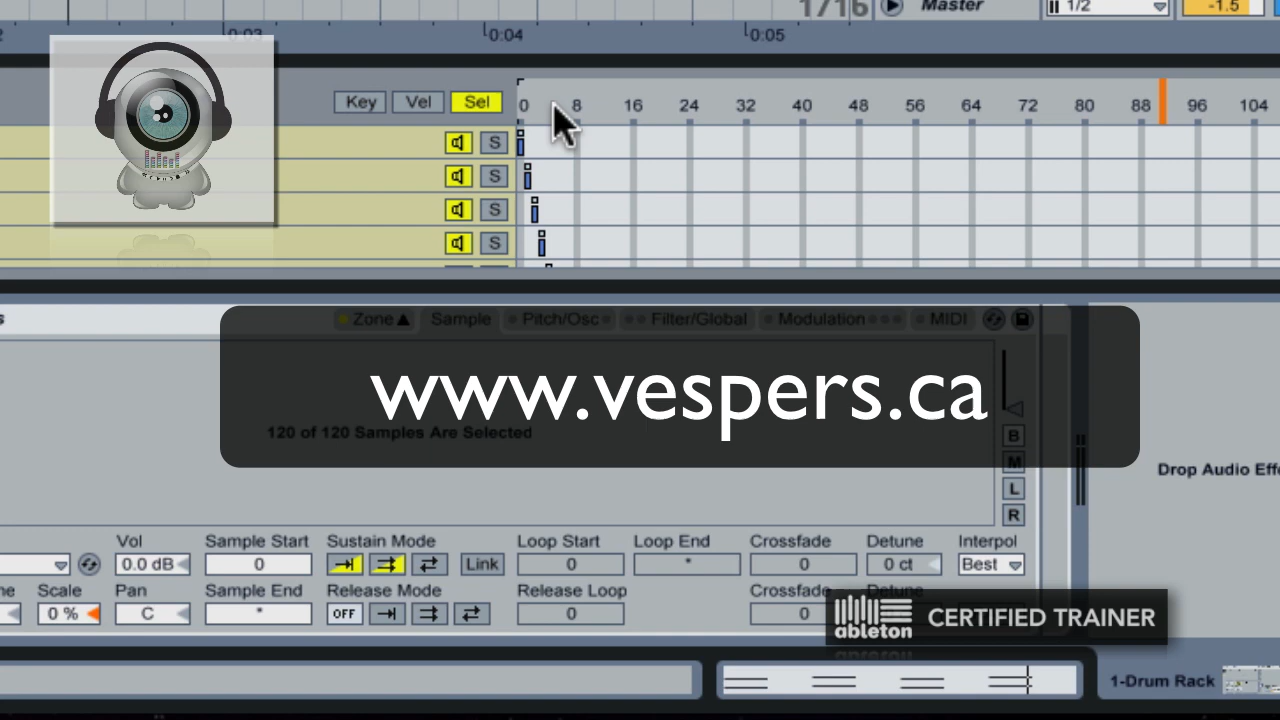 1/16 Master 1/2 -1.5
0:03 0:04 0:05
Key Vel Sel 0 8 16 24 32 40 48 56 64 72 80 88 96 104
S
S
S
S
Zone Sample Pitch/Osc Filter/Global Modulation MIDI
www.vespers.ca
120 of 120 Samples Are Selected
B
M
L
R
Drop Audio Effe
Vol Sample Start Sustain Mode Loop Start Loop End Crossfade Detune Interpol
0.0 dB 0 Link 0 * 0 0 ct Best
Scale Pan Sample End Release Mode Release Loop Crossfade Detune
0 % C * OFF 0 0
ableton CERTIFIED TRAINER
1-Drum Rack